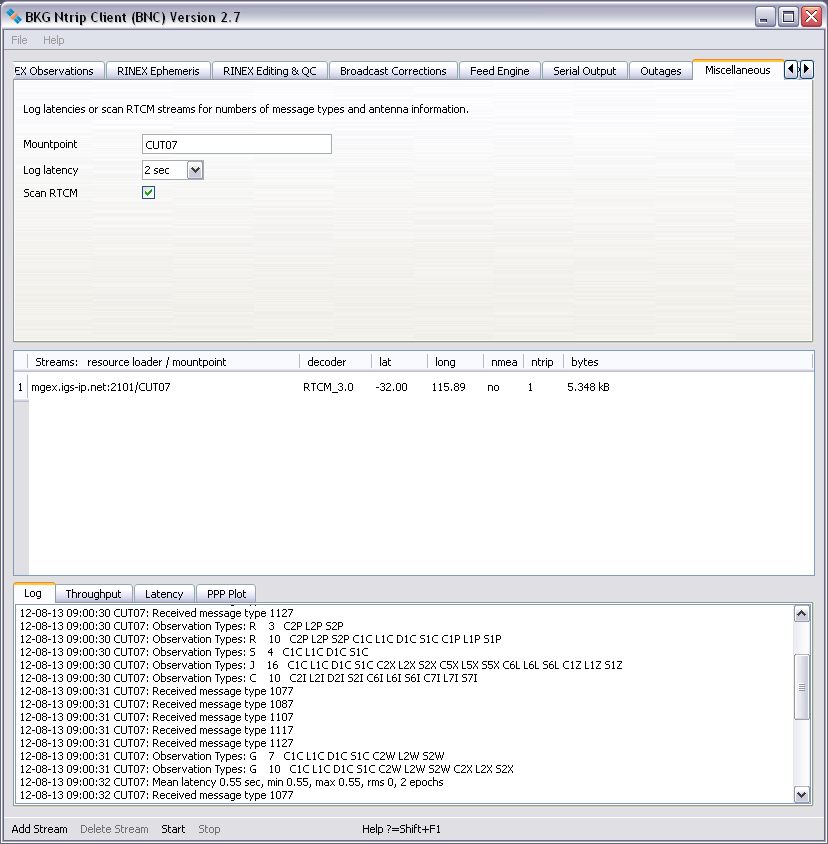 BKG Ntrip Client (BNC) Version 2.7
File Help
EX Observations RINEX Ephemeris RINEX Editing & QC Broadcast Corrections Feed Engine Serial Output Outages Miscellaneous
Log latencies or scan RTCM streams for numbers of message types and antenna information.
Mountpoint CUT07
Log latency 2 sec
Scan RTCM
Streams: resource loader / mountpoint decoder lat long nmea ntrip bytes
1 mgex.igs-ip.net:2101/CUT07 RTCM_3.0 -32.00 115.89 no 1 5.348 kB
Log Throughput Latency PPP Plot
12-08-13 09:00:30 CUT07: Received message type 1127
12-08-13 09:00:30 CUT07: Observation Types: R 3 C2P L2P S2P
12-08-13 09:00:30 CUT07: Observation Types: R 10 C2P L2P S2P C1C L1C D1C S1C C1P L1P S1P
12-08-13 09:00:30 CUT07: Observation Types: S 4 C1C L1C D1C S1C
12-08-13 09:00:30 CUT07: Observation Types: J 16 C1C L1C D1C S1C C2X L2X S2X C5X L5X S5X C6L L6L S6L C1Z L1Z S1Z
12-08-13 09:00:30 CUT07: Observation Types: C 10 C2I L2I D2I S2I C6I L6I S6I C7I L7I S7I
12-08-13 09:00:31 CUT07: Received message type 1077
12-08-13 09:00:31 CUT07: Received message type 1087
12-08-13 09:00:31 CUT07: Received message type 1107
12-08-13 09:00:31 CUT07: Received message type 1117
12-08-13 09:00:31 CUT07: Received message type 1127
12-08-13 09:00:31 CUT07: Observation Types: G 7 C1C L1C D1C S1C C2W L2W S2W
12-08-13 09:00:31 CUT07: Observation Types: G 10 C1C L1C D1C S1C C2W L2W S2W C2X L2X S2X
12-08-13 09:00:32 CUT07: Mean latency 0.55 sec, min 0.55, max 0.55, rms 0, 2 epochs
12-08-13 09:00:32 CUT07: Received message type 1077
Add Stream Delete Stream Start Stop Help ?=Shift+F1